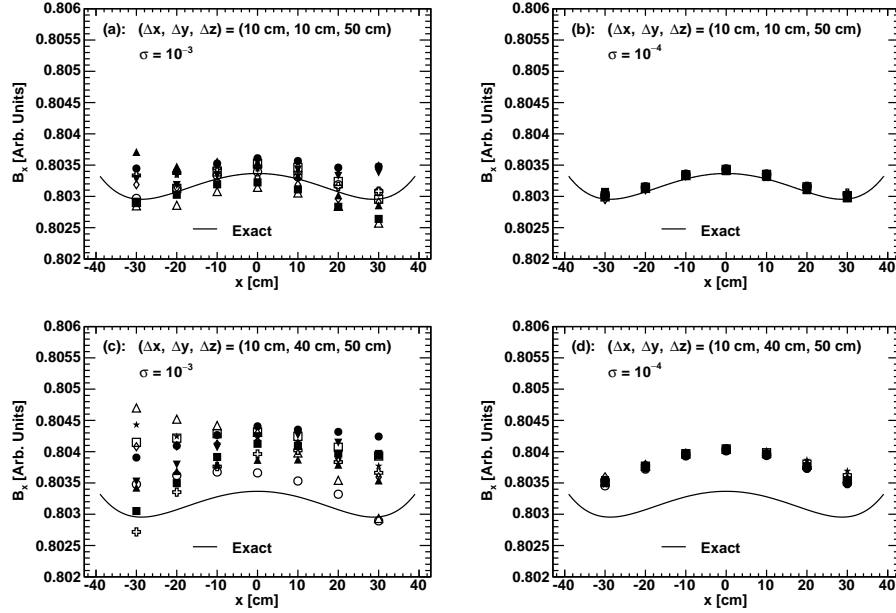 0.806
(a): (Δx, Δy, Δz) = (10 cm, 10 cm, 50 cm)
0.8055
σ = 10⁻³
0.805
0.8045
0.804
0.8035
0.803
0.8025
0.802
Bₓ [Arb. Units]
Exact
-40 -30 -20 -10 0 10 20 30 40
x [cm]
0.806
(b): (Δx, Δy, Δz) = (10 cm, 10 cm, 50 cm)
0.8055
σ = 10⁻⁴
0.805
0.8045
0.804
0.8035
0.803
0.8025
0.802
Bₓ [Arb. Units]
Exact
-40 -30 -20 -10 0 10 20 30 40
x [cm]
0.806
(c): (Δx, Δy, Δz) = (10 cm, 40 cm, 50 cm)
0.8055
σ = 10⁻³
0.805
0.8045
0.804
0.8035
0.803
0.8025
0.802
Bₓ [Arb. Units]
Exact
-40 -30 -20 -10 0 10 20 30 40
x [cm]
0.806
(d): (Δx, Δy, Δz) = (10 cm, 40 cm, 50 cm)
0.8055
σ = 10⁻⁴
0.805
0.8045
0.804
0.8035
0.803
0.8025
0.802
Bₓ [Arb. Units]
Exact
-40 -30 -20 -10 0 10 20 30 40
x [cm]